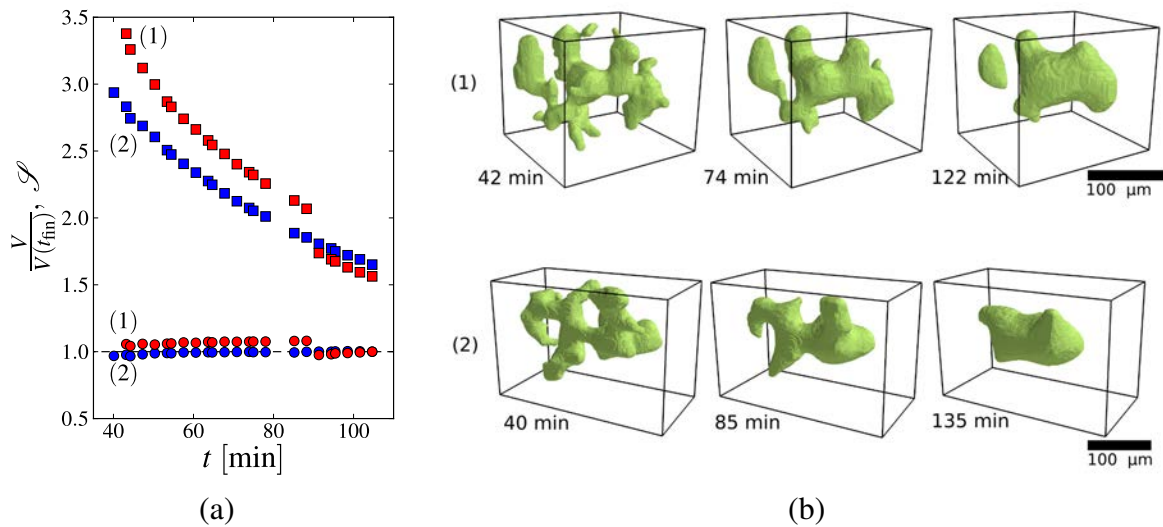 3.5
3.0
2.5
2.0
1.5
1.0
0.5
V
V(t_fin)
, 𝒮
(1)
(2)
(1)
(2)
40
60
80
100
t [min]
(a)
(1)
42 min
74 min
122 min
100 μm
(2)
40 min
85 min
135 min
100 μm
(b)